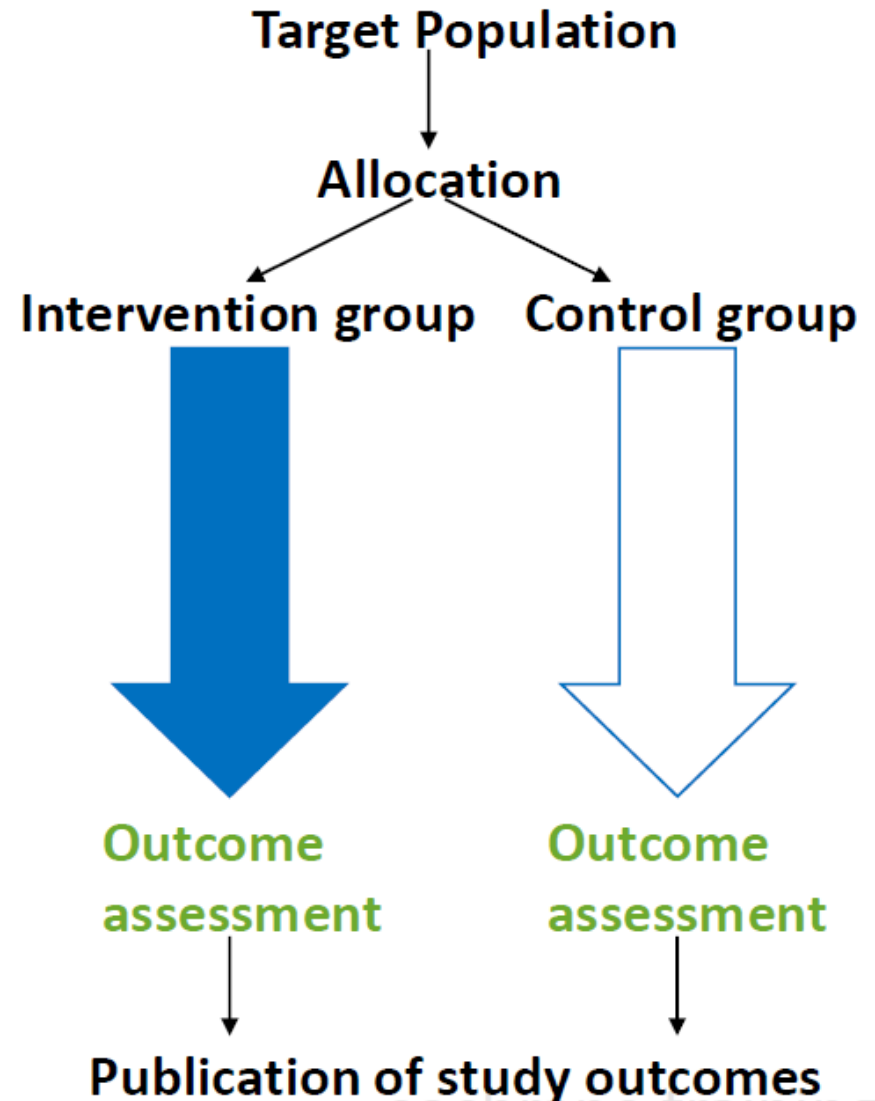 Target Population
Allocation
Intervention group
Control group
Outcome
assessment
Outcome
assessment
Publication of study outcomes